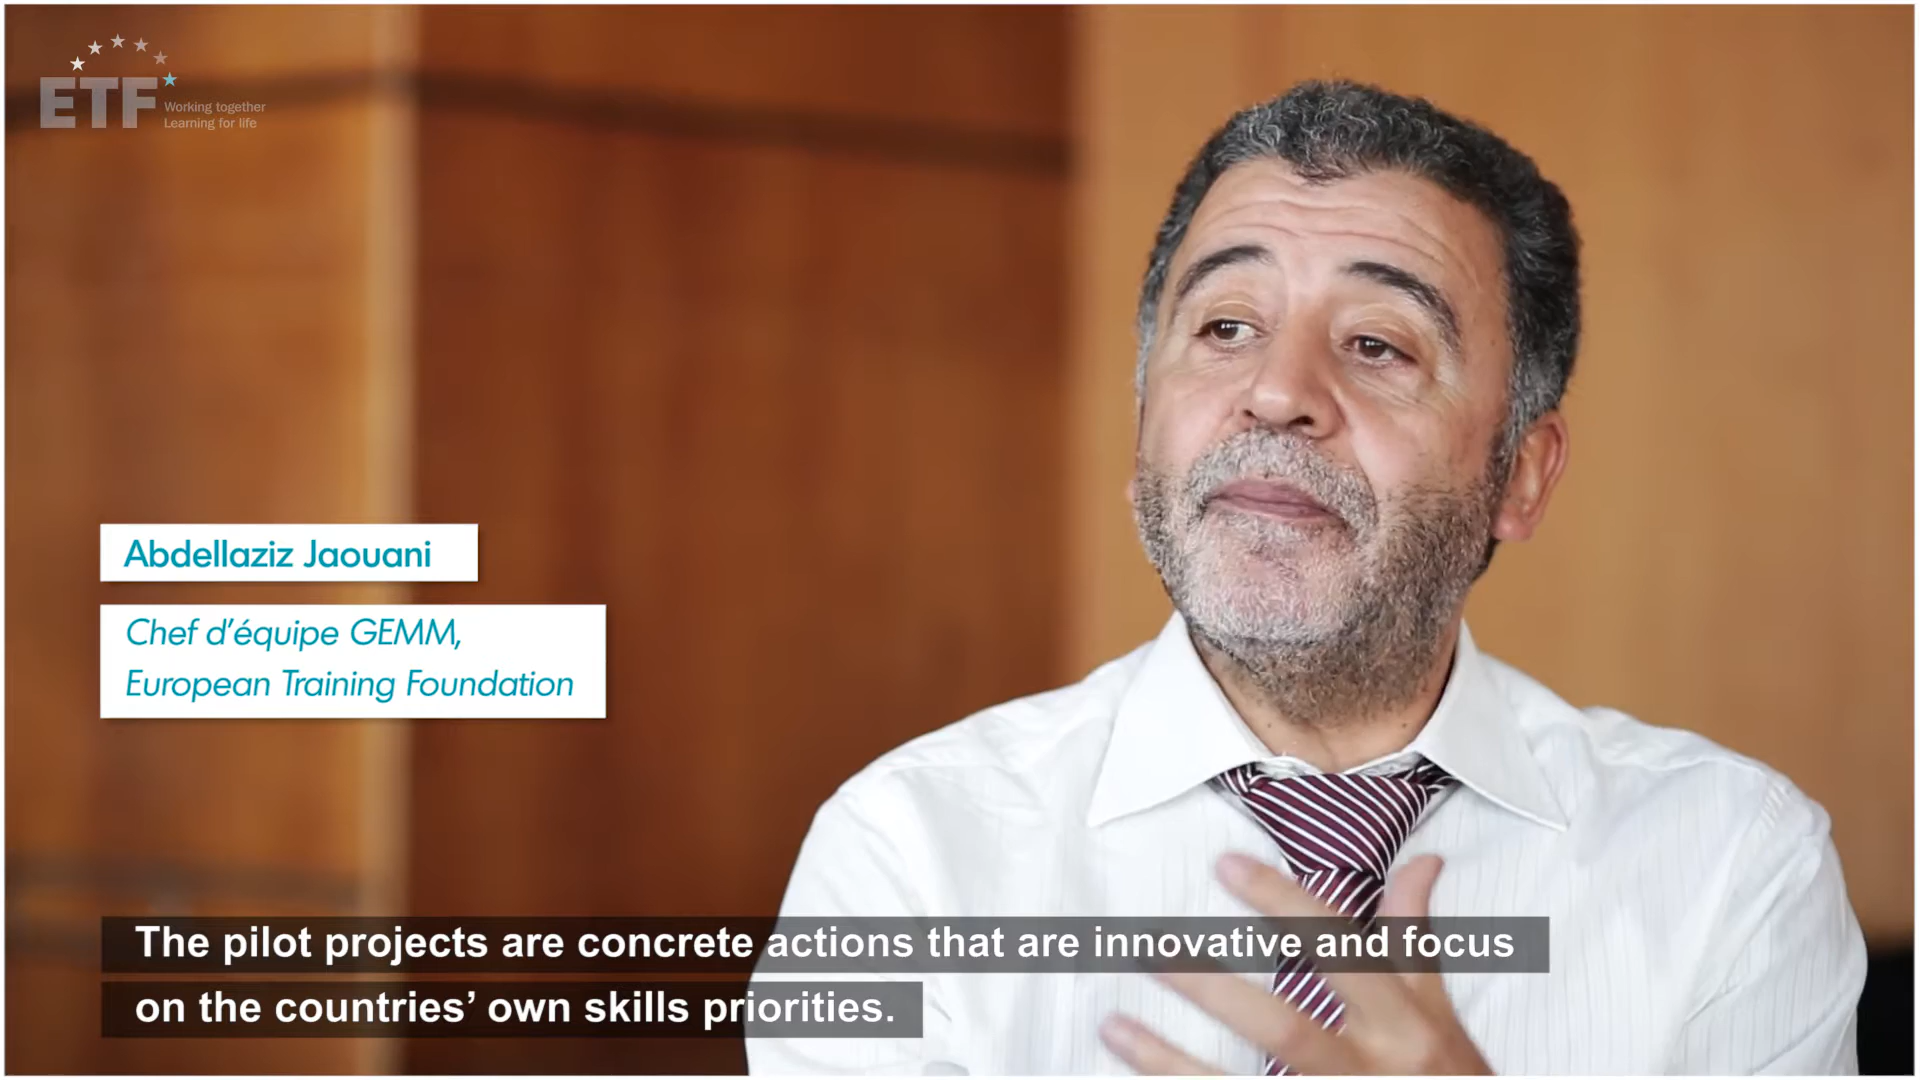 ETF
Working together
Learning for life
Abdellaziz Jaouani
Chef d'équipe GEMM,
European Training Foundation
The pilot projects are concrete actions that are innovative and focus
on the countries' own skills priorities.